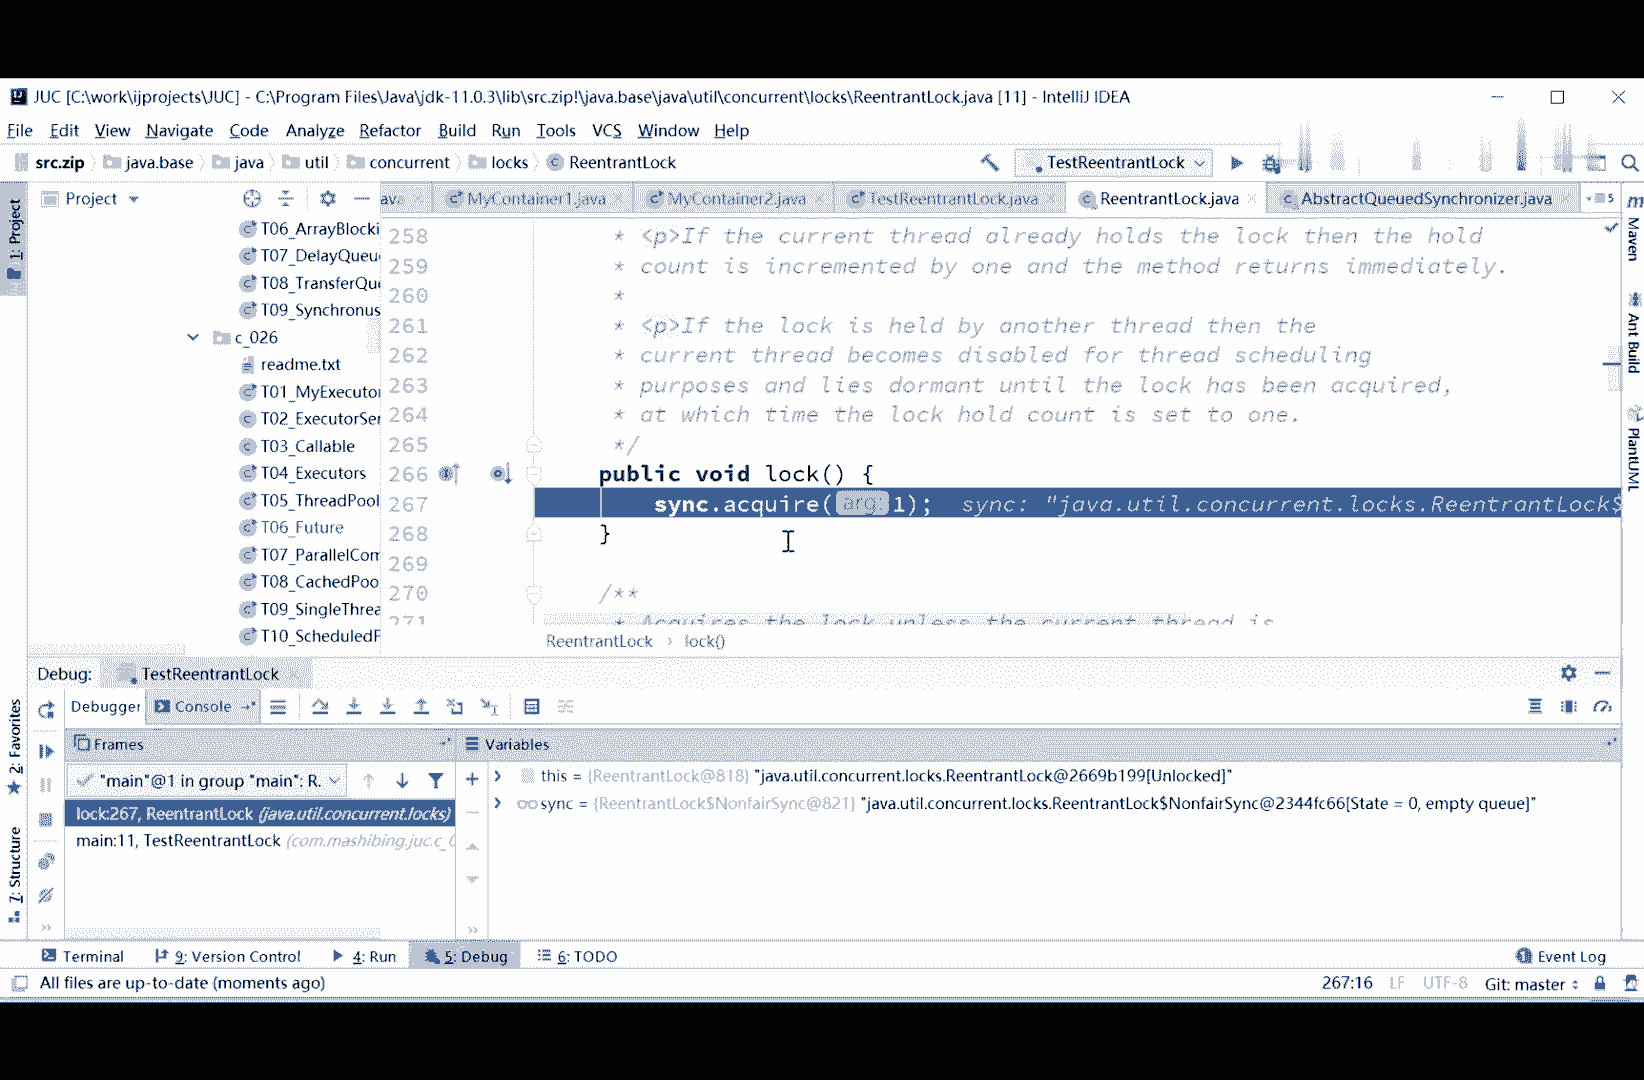 JUC [C:\work\ijprojects\JUC] - C:\Program Files\Java\jdk-11.0.3\lib\src.zip!\java.base\java\util\concurrent\locks\ReentrantLock.java [11] - IntelliJ IDEA
File Edit View Navigate Code Analyze Refactor Build Run Tools VCS Window Help
src.zip java.base java util concurrent locks ReentrantLock TestReentrantLock
Project
ava MyContainer1.java MyContainer2.java TestReentrantLock.java ReentrantLock.java AbstractQueuedSynchronizer.java 5
1: Project
T06_ArrayBlocki
T07_DelayQueu
T08_TransferQu
T09_Synchronus
c_026
readme.txt
T01_MyExecutor
T02_ExecutorSer
T03_Callable
T04_Executors
T05_ThreadPool
T06_Future
T07_ParallelCom
T08_CachedPoo
T09_SingleThrea
T10_ScheduledP
258 * <p>If the current thread already holds the lock then the hold
259 * count is incremented by one and the method returns immediately.
260 *
261 * <p>If the lock is held by another thread then the
262 * current thread becomes disabled for thread scheduling
263 * purposes and lies dormant until the lock has been acquired,
264 * at which time the lock hold count is set to one.
265 */
266 public void lock() {
267 sync.acquire( arg: 1); sync: "java.util.concurrent.locks.ReentrantLock$
268 }
269
270 /**
271 * Acquires the lock unless the current thread is
ReentrantLock › lock()
Maven
Ant Build
PlantUML
Debug: TestReentrantLock
Debugger Console
Frames
Variables
"main"@1 in group "main": R.
lock:267, ReentrantLock (java.util.concurrent.locks)
main:11, TestReentrantLock (com.mashibing.juc.c_0
this = {ReentrantLock@818} "java.util.concurrent.locks.ReentrantLock@2669b199[Unlocked]"
sync = {ReentrantLock$NonfairSync@821} "java.util.concurrent.locks.ReentrantLock$NonfairSync@2344fc66[State = 0, empty queue]"
2: Favorites
7: Structure
Terminal 9: Version Control 4: Run 5: Debug 6: TODO Event Log
All files are up-to-date (moments ago) 267:16 LF UTF-8 Git: master